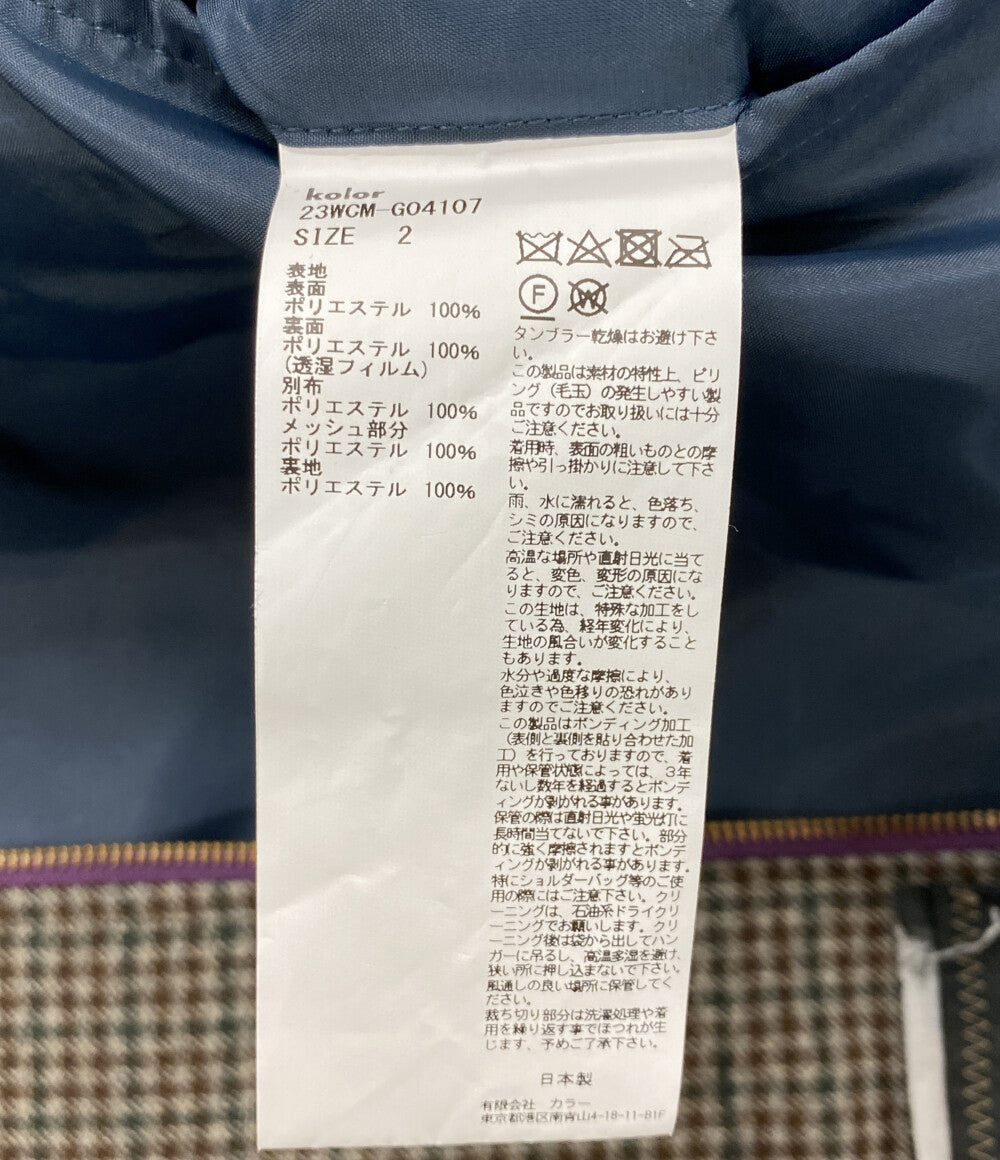 kolor
23WCM-G04107
SIZE 2
表地
表面
ポリエステル 100%
裏面
ポリエステル 100%
(透湿フィルム)
別布
ポリエステル 100%
メッシュ部分
ポリエステル 100%
裏地
ポリエステル 100%
F
W
タンブラー乾燥はお避け下さ
い。
この製品は素材の特性上、ピリ
ング（毛玉）の発生しやすい製
品ですのでお取り扱いには十分
ご注意ください。
着用時、表面の粗いものとの摩
擦や引っ掛かりに注意して下さ
い。
雨、水に濡れると、色落ち、
シミの原因になりますので、
ご注意ください。
高温な場所や直射日光に当て
ると、変色、変形の原因にな
りますので、ご注意ください。
この生地は、特殊な加工をし
ている為、経年変化により、
生地の風合いが変化すること
もあります。
水分や過度な摩擦により、
色泣きや色移りの恐れがあり
ますのでご注意ください。
この製品はボンディング加工
（表側と裏側を貼り合わせた加
工）を行っておりますので、着
用や保管状態によっては、3年
ないし数年を経過するとボンデ
ィングが剥がれる事があります。
保管の際は直射日光や蛍光灯に
長時間当てないで下さい。部分
的に強く摩擦されますとボンデ
ィングが剥がれる事があります。
特にショルダーバッグ等のご使
用の際にはご注意下さい。クリ
ーニングは、石油系ドライクリ
ーニングでお願いします。クリ
ーニング後は袋から出してハン
ガーに吊るし、高温多湿を避け、
狭い所に押し込まないで下さい。
風通しの良い場所に保管してく
ださい。
裁ち切り部分は洗濯処理や着
用を繰り返す事でほつれが生
じます、予めご了承下さい。
日本製
有限会社 カラー
東京都港区南青山4-18-11-B1F